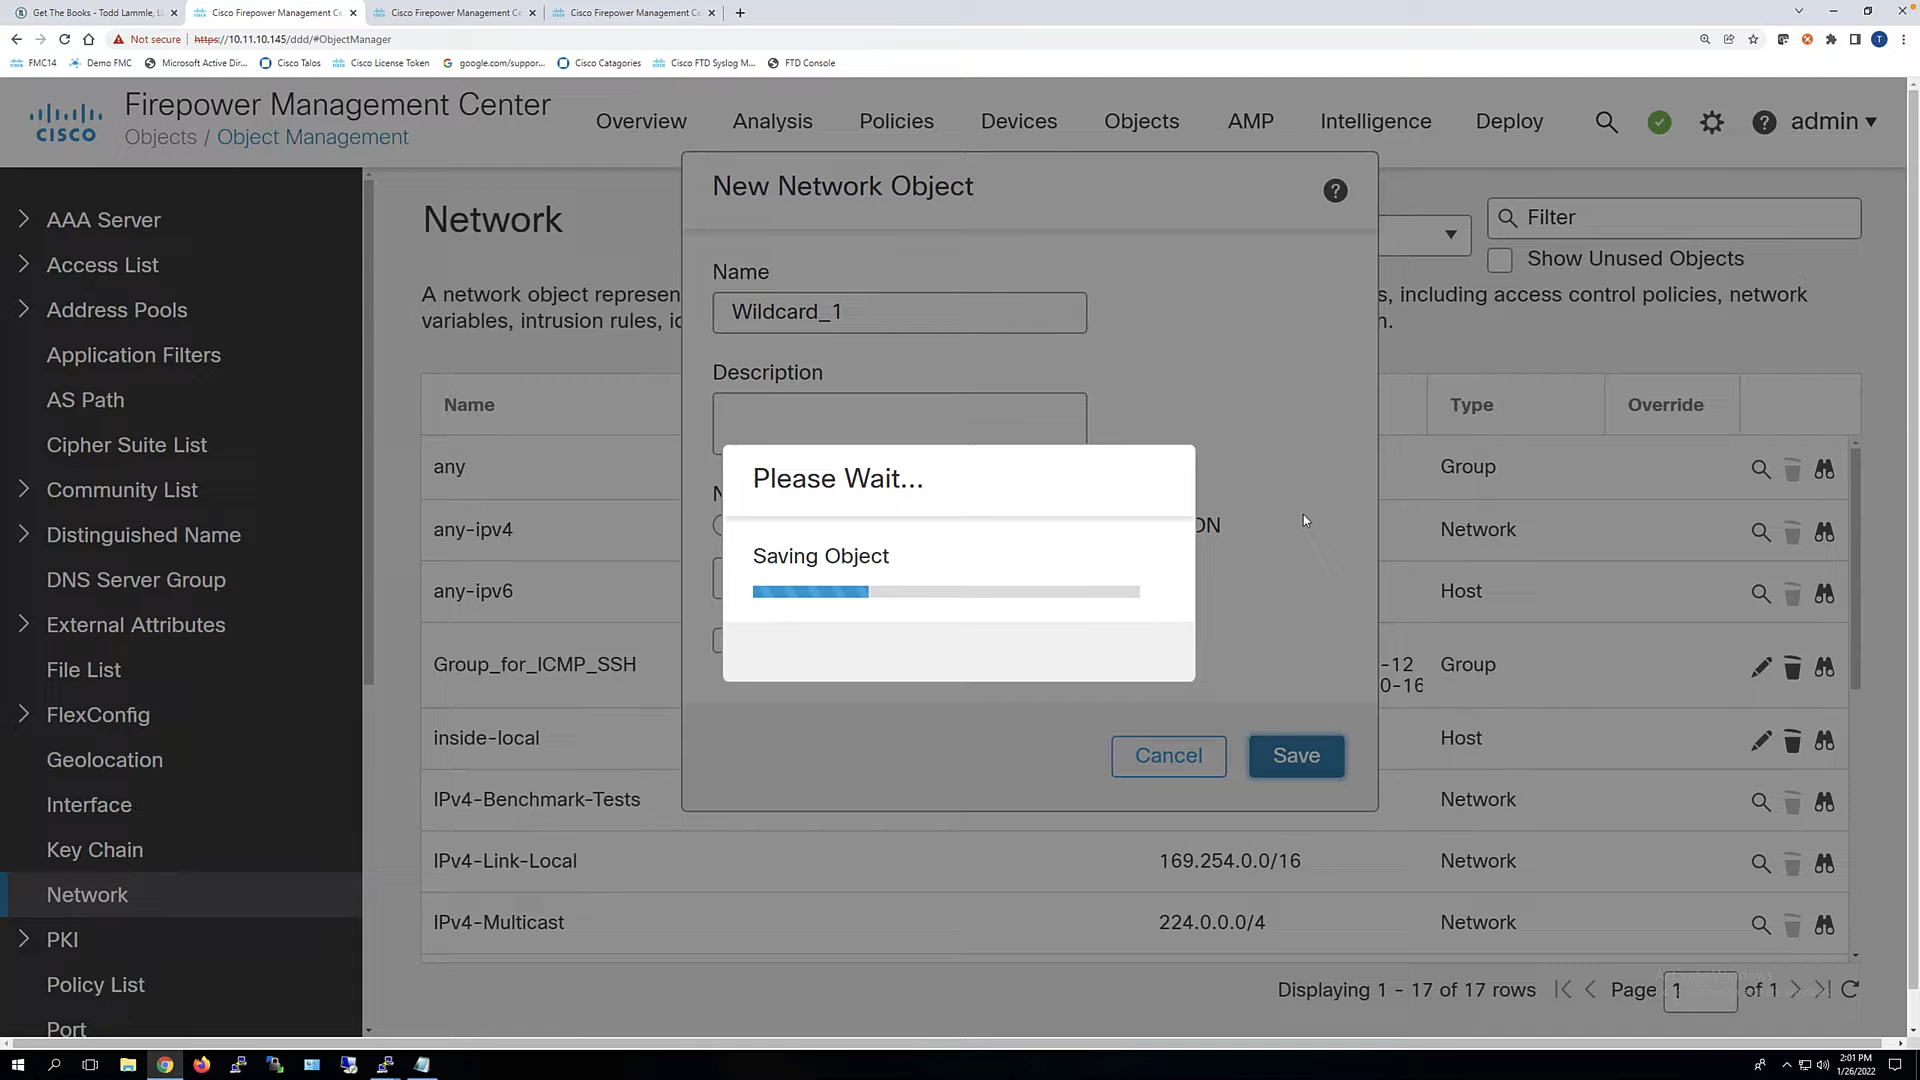 Get The Books - Todd Lammle, L
Cisco Firepower Management Ce
Cisco Firepower Management Ce
Cisco Firepower Management Ce
Not secure
https://10.11.10.145/ddd/#ObjectManager
FMC14
Demo FMC
Microsoft Active Dir...
Cisco Talos
Cisco License Token
google.com/suppor...
Cisco Catagories
Cisco FTD Syslog M...
FTD Console
CISCO
Firepower Management Center
Objects / Object Management
Overview
Analysis
Policies
Devices
Objects
AMP
Intelligence
Deploy
admin
AAA Server
Access List
Address Pools
Application Filters
AS Path
Cipher Suite List
Community List
Distinguished Name
DNS Server Group
External Attributes
File List
FlexConfig
Geolocation
Interface
Key Chain
Network
PKI
Policy List
Port
Network
Filter
Show Unused Objects
A network object represen
s, including access control policies, network
variables, intrusion rules, ic
n.
Name
Type
Override
any
Group
any-ipv4
Network
any-ipv6
Host
Group_for_ICMP_SSH
-12
0-16
Group
inside-local
Host
IPv4-Benchmark-Tests
Network
IPv4-Link-Local
169.254.0.0/16
Network
IPv4-Multicast
224.0.0.0/4
Network
Displaying 1 - 17 of 17 rows
Page 1 of 1
New Network Object
Name
Wildcard_1
Description
N
DN
Please Wait...
Saving Object
Cancel
Save
2:01 PM
1/26/2022